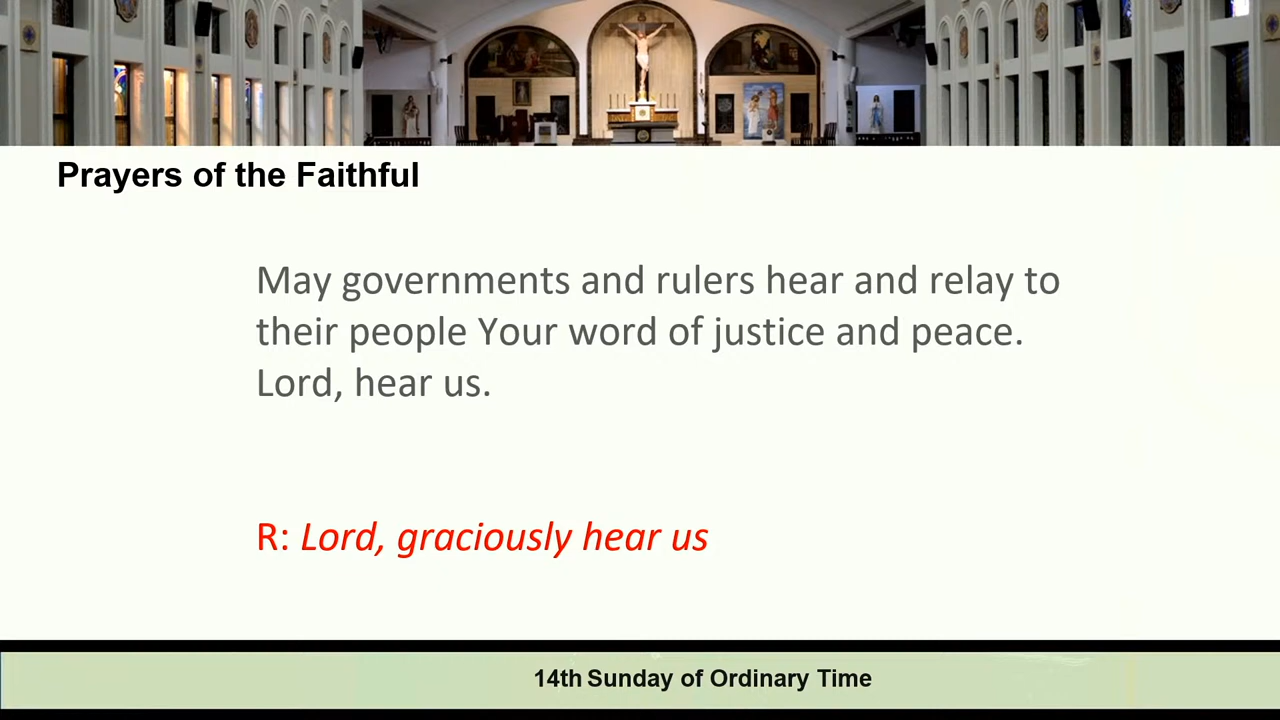 Prayers of the Faithful
May governments and rulers hear and relay to
their people Your word of justice and peace.
Lord, hear us.
R: Lord, graciously hear us
14th Sunday of Ordinary Time